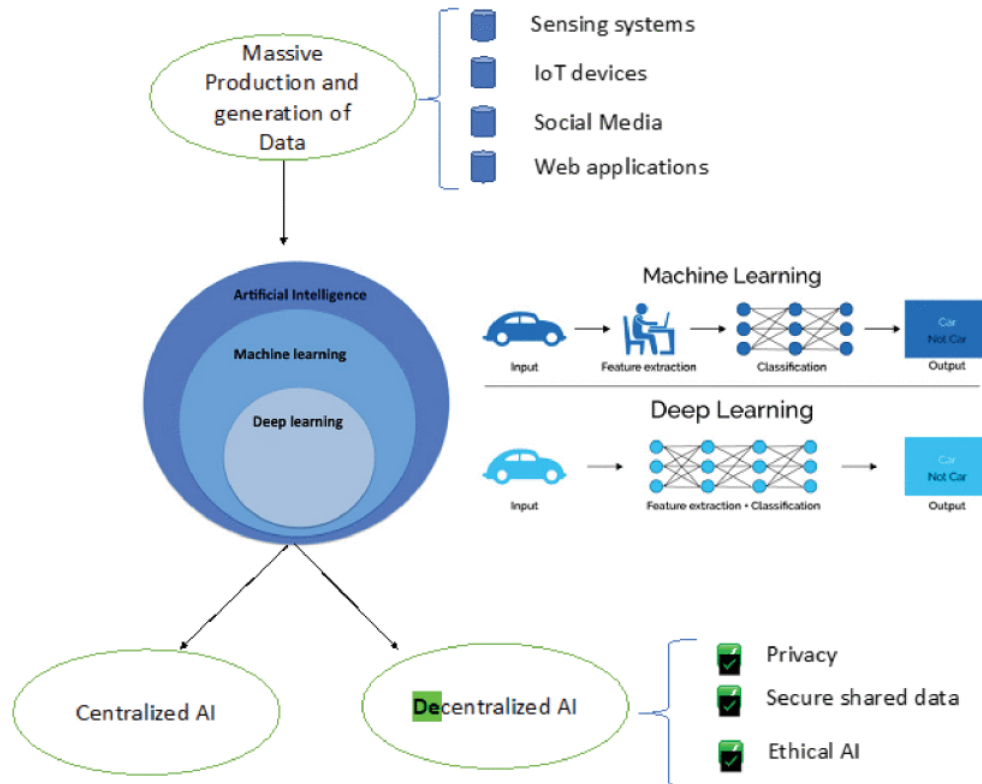 Massive
Production and
generation of
Data
Sensing systems
IoT devices
Social Media
Web applications
Artificial Intelligence
Machine learning
Deep learning
Machine Learning
Input
Feature extraction
Classification
Car
Not Car
Output
Deep Learning
Input
Feature extraction + Classification
Car
Not Car
Output
Centralized AI
Decentralized AI
Privacy
Secure shared data
Ethical AI